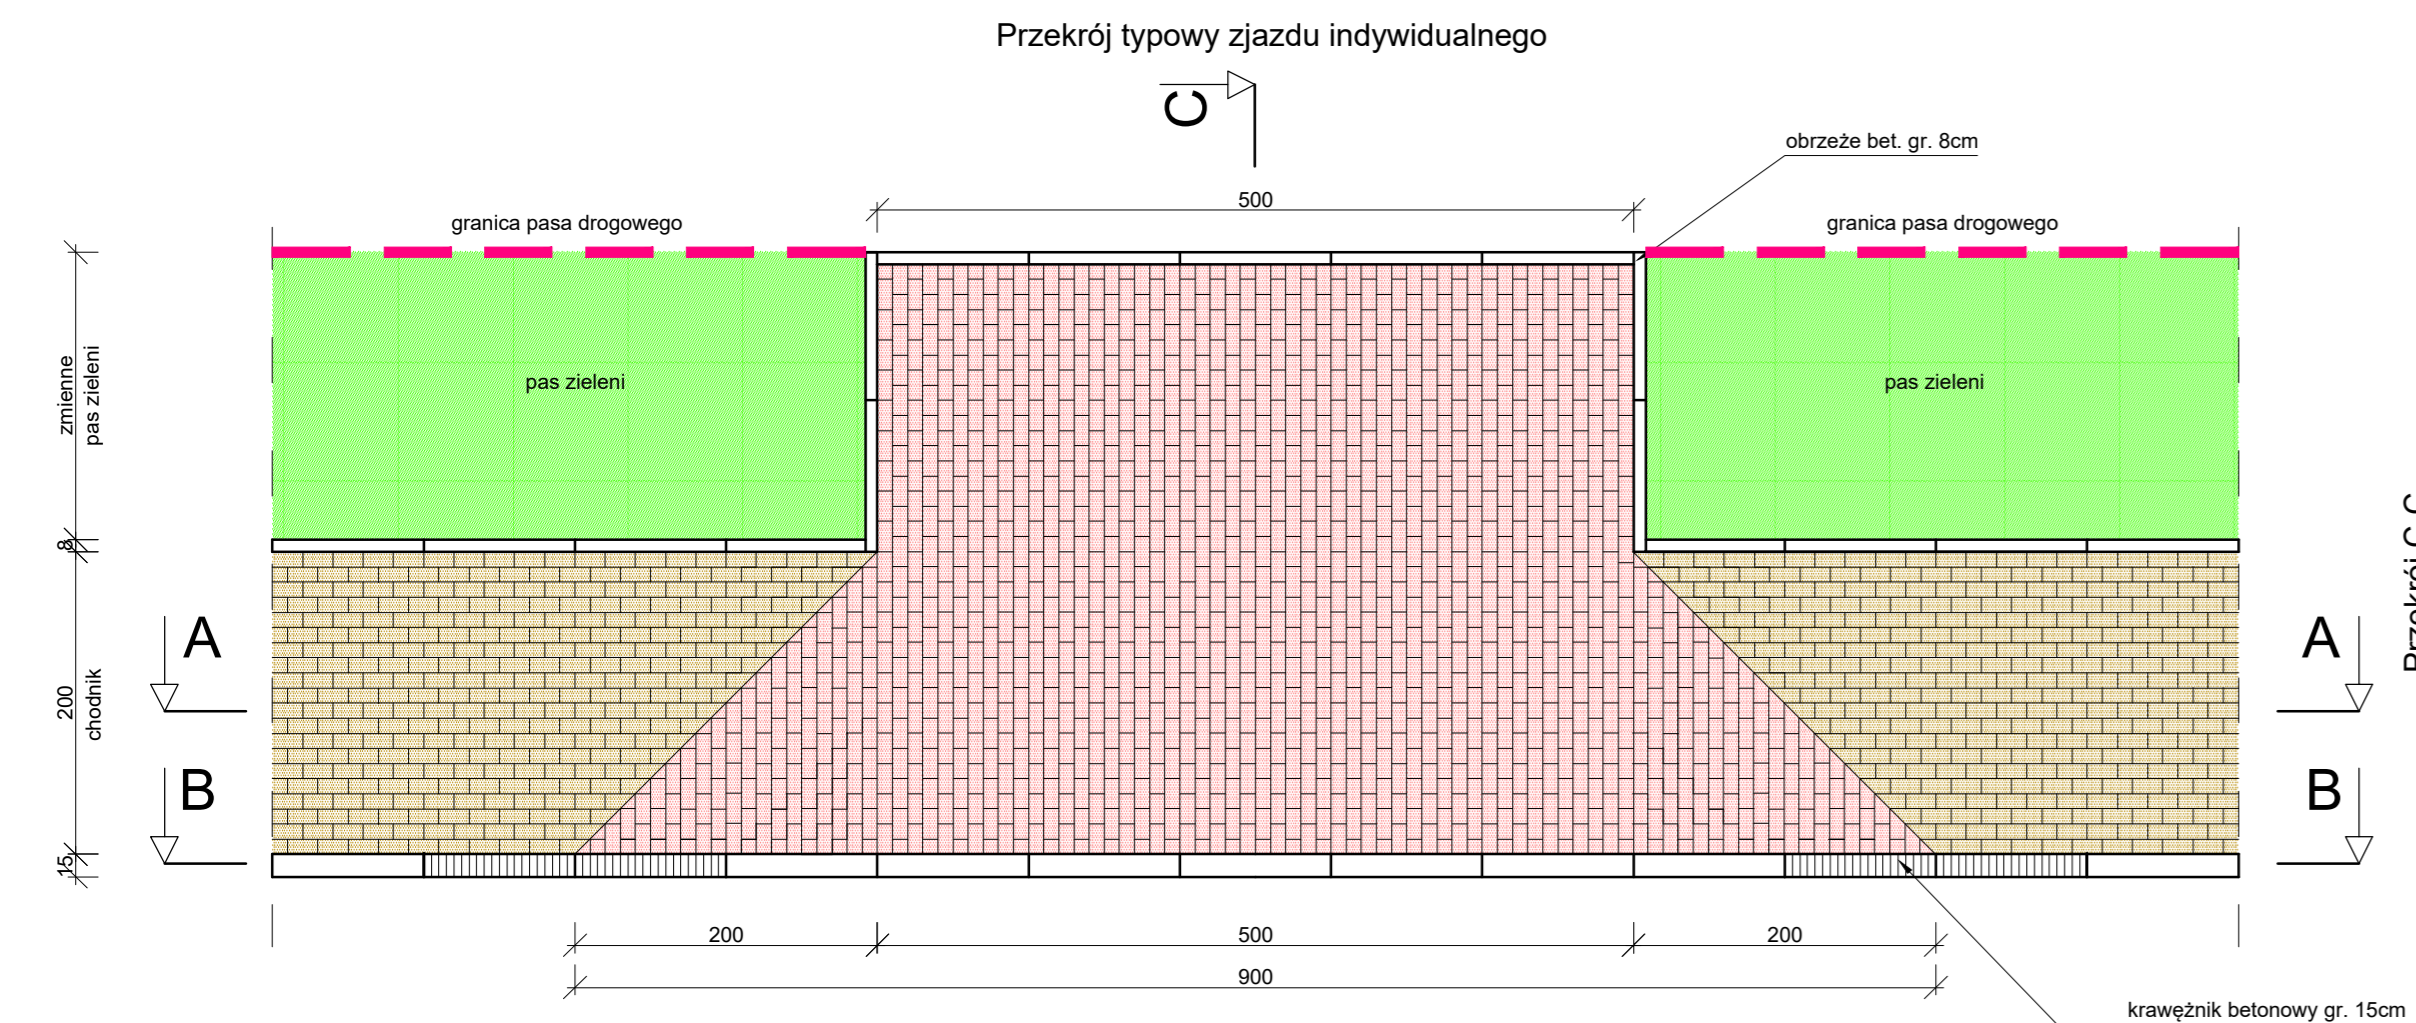 Przekrój typowy zjazdu indywidualnego
C
obrzeże bet. gr. 8cm
500
granica pasa drogowego
granica pasa drogowego
zmienne
pas zieleni
pas zieleni
pas zieleni
8
A
A
200
chodnik
B
B
15
200
500
200
900
krawężnik betonowy gr. 15cm